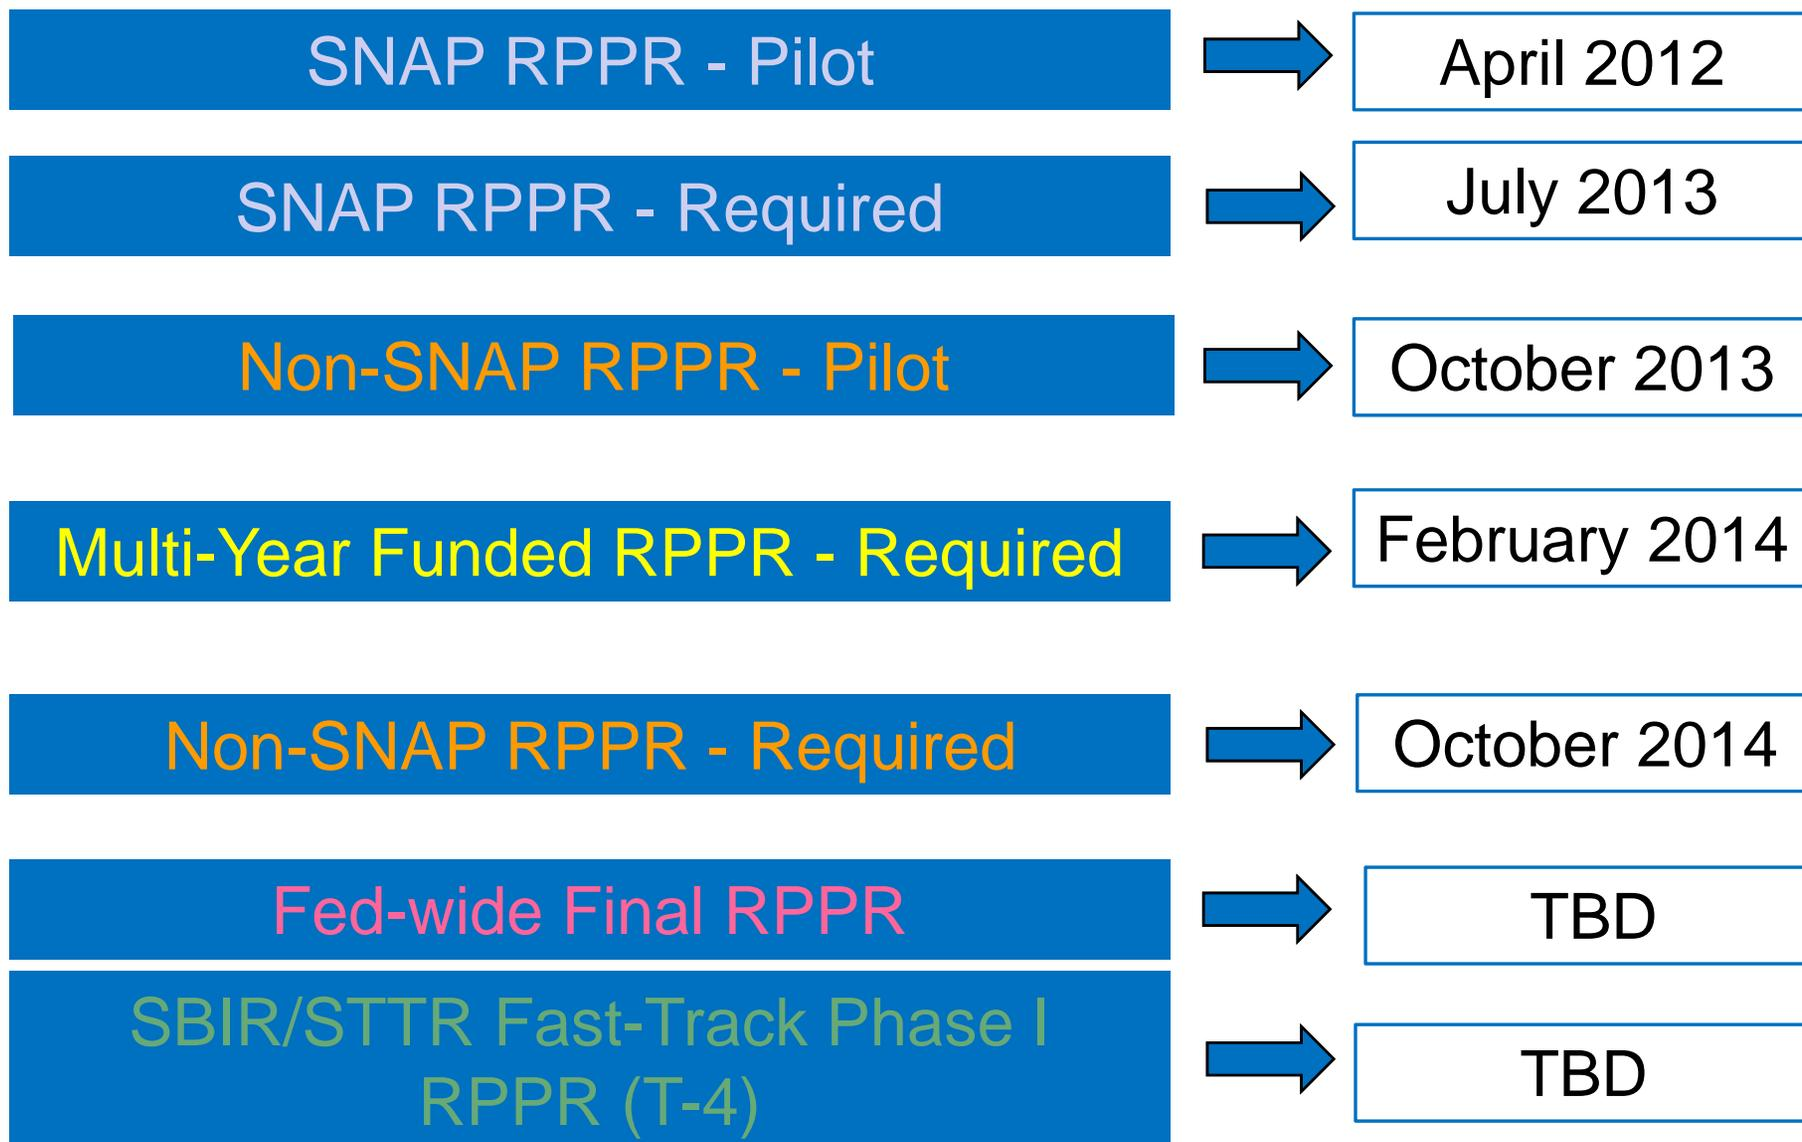 SNAP RPPR - Pilot
April 2012
SNAP RPPR - Required
July 2013
Non-SNAP RPPR - Pilot
October 2013
Multi-Year Funded RPPR - Required
February 2014
Non-SNAP RPPR - Required
October 2014
Fed-wide Final RPPR
TBD
SBIR/STTR Fast-Track Phase I
RPPR (T-4)
TBD